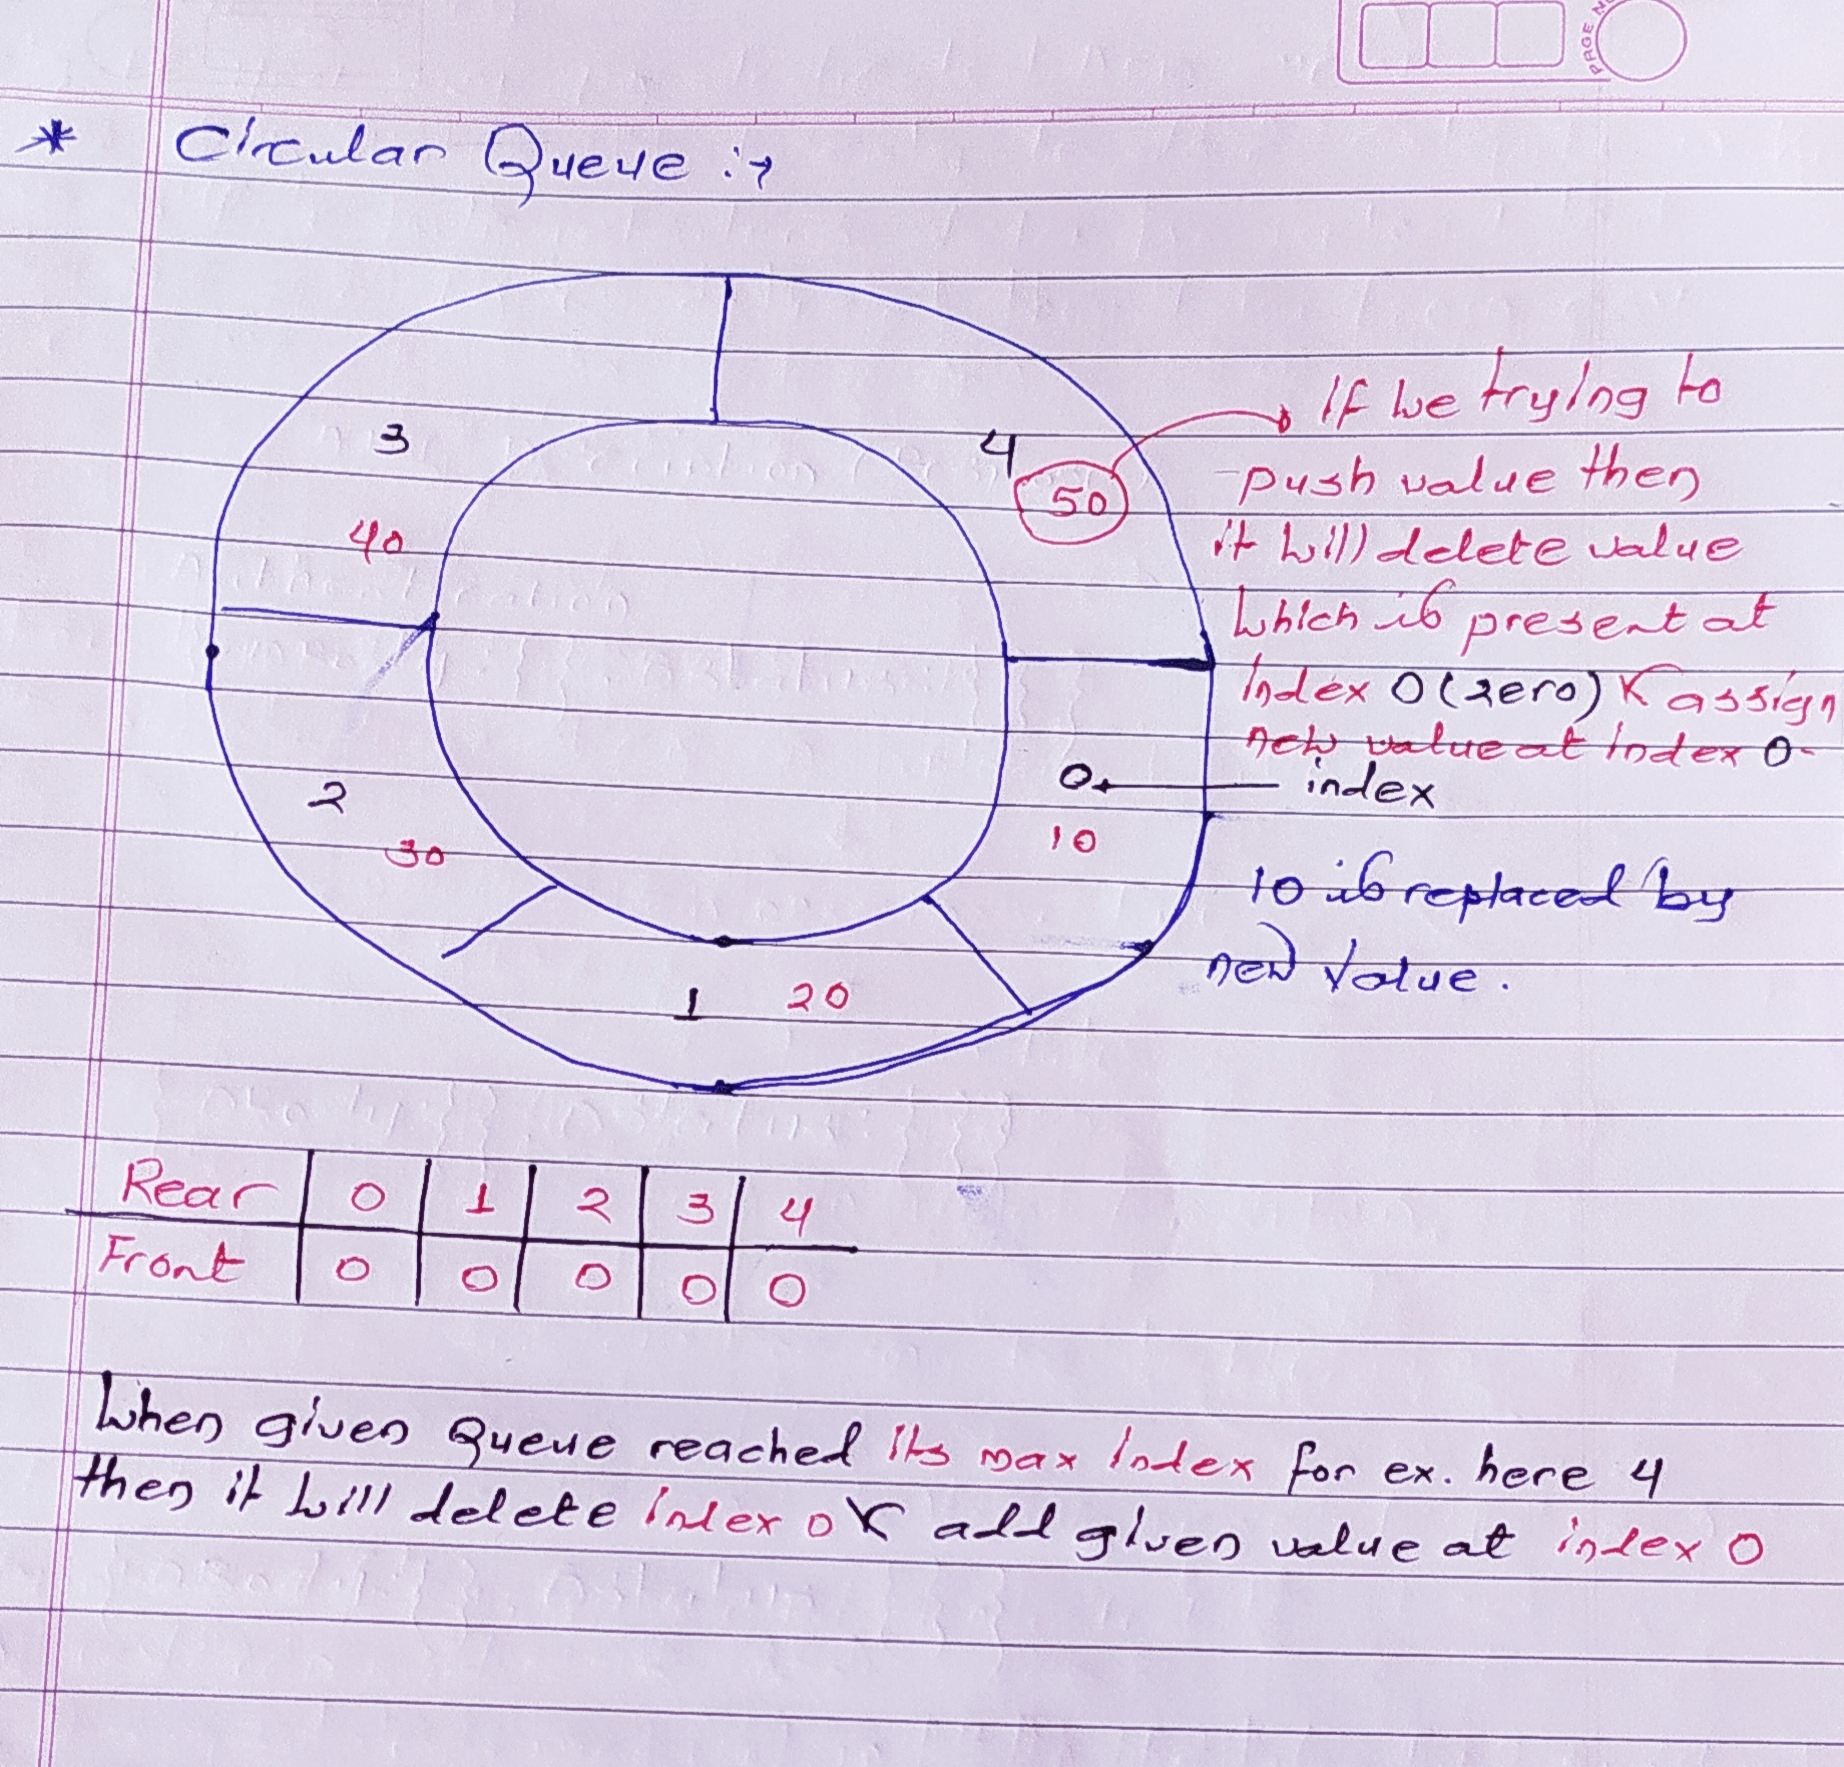 PAGE
* Circular Queue :→
3
4
50
40
If we trying to
push value then
it will delete value
which is present at
index 0 (zero) & assign
new value at index 0.
0 index
2
30
10
10 is replaced by
new value.
1 20
Rear 0 1 2 3 4
Front 0 0 0 0 0
When given Queue reached its max index for ex. here 4
then it will delete index 0 & add given value at index 0